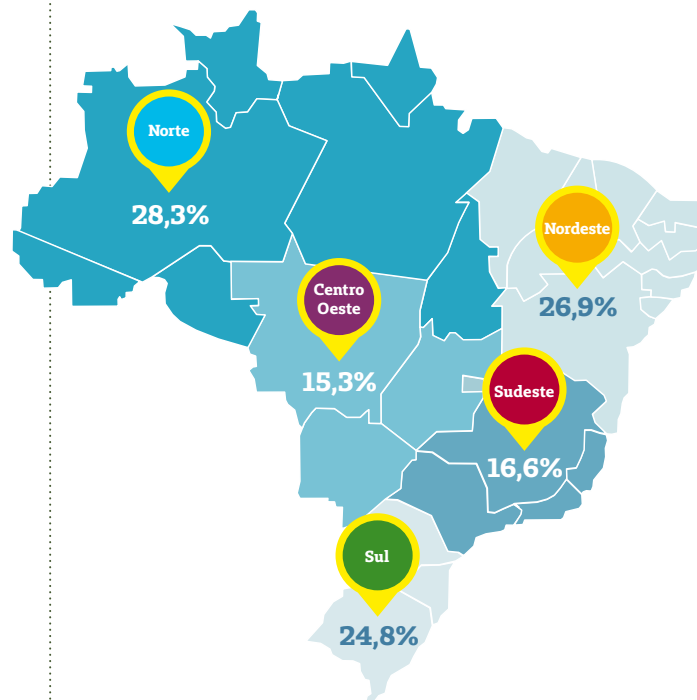 Norte
28,3%
Nordeste
26,9%
Centro
Oeste
15,3%
Sudeste
16,6%
Sul
24,8%